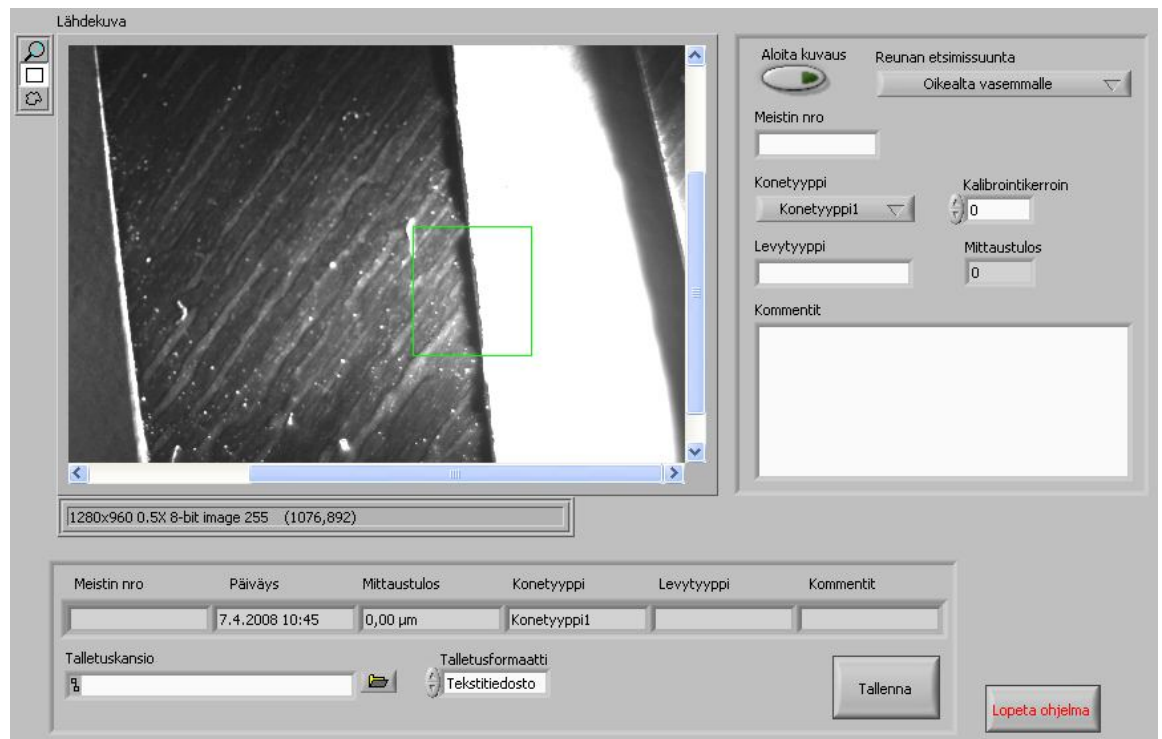 Lähdekuva
Aloita kuvaus
Reunan etsimissuunta
Oikealta vasemmalle
Meistin nro
Konetyyppi
Kalibrointikerroin
Konetyyppi1
0
Levytyyppi
Mittaustulos
0
Kommentit
1280x960 0.5X 8-bit image 255 (1076,892)
Meistin nro Päiväys Mittaustulos Konetyyppi Levytyyppi Kommentit
7.4.2008 10:45 0,00 µm Konetyyppi1
Talletuskansio
Talletusformaatti
Tekstitiedosto
Tallenna
Lopeta ohjelma